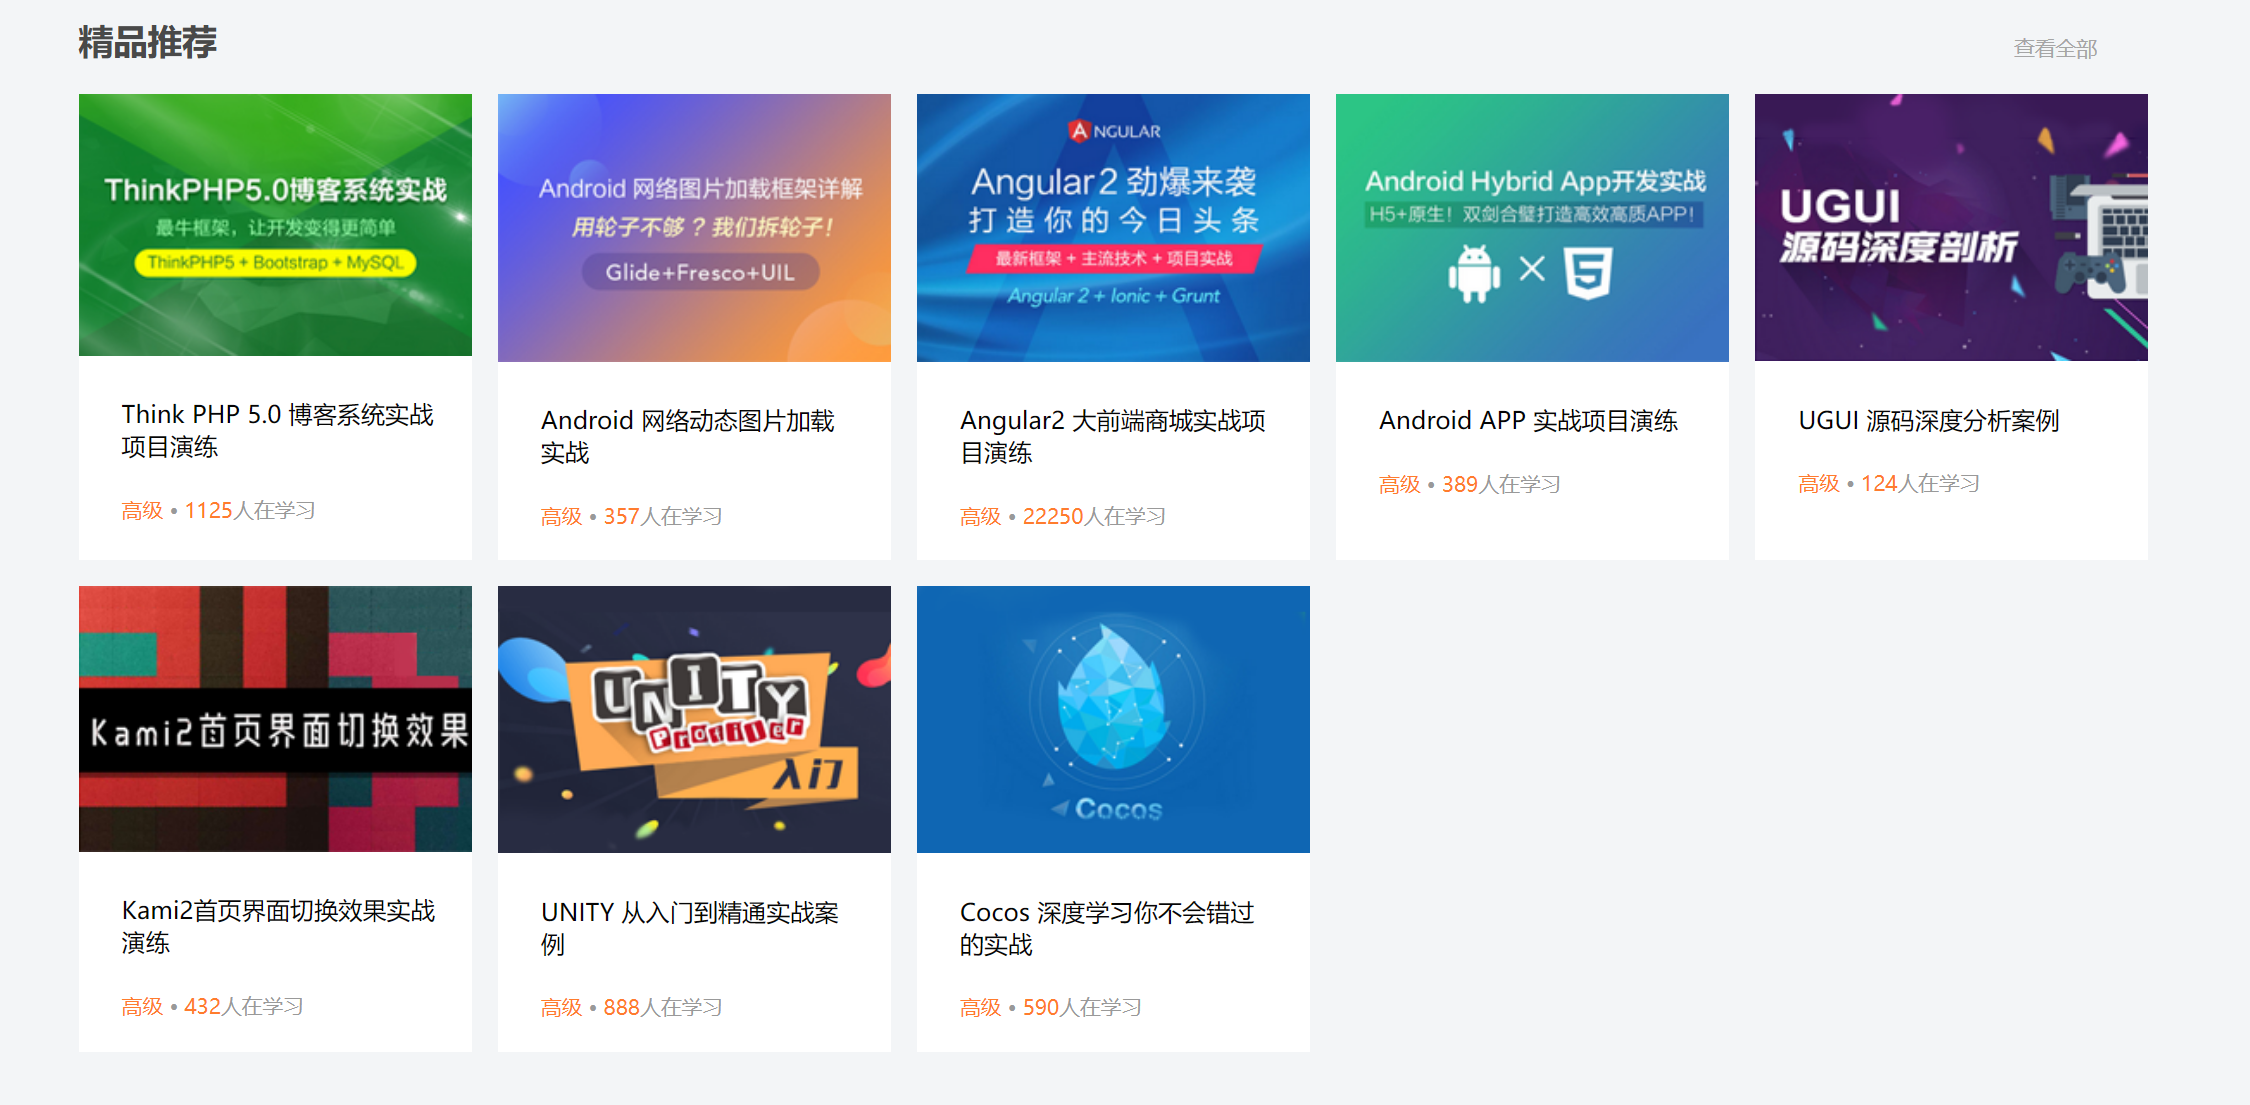 精品推荐
查看全部
ThinkPHP5.0博客系统实战
最牛框架，让开发变得更简单
ThinkPHP5 + Bootstrap + MySQL
Think PHP 5.0 博客系统实战
项目演练
高级 • 1125人在学习
Android 网络图片加载框架详解
用轮子不够？我们拆轮子！
Glide+Fresco+UIL
Android 网络动态图片加载
实战
高级 • 357人在学习
ANGULAR
Angular 2 劲爆来袭
打造你的今日头条
最新框架 + 主流技术 + 项目实战
Angular 2 + Ionic + Grunt
Angular2 大前端商城实战项
目演练
高级 • 22250人在学习
Android Hybrid App开发实战
H5+原生！双剑合璧打造高效高质APP！
Android APP 实战项目演练
高级 • 389人在学习
UGUI
源码深度剖析
UGUI 源码深度分析案例
高级 • 124人在学习
Kami2首页界面切换效果
Kami2首页界面切换效果实战
演练
高级 • 432人在学习
UNITY
Profiler
入门
UNITY 从入门到精通实战案
例
高级 • 888人在学习
Cocos
Cocos 深度学习你不会错过
的实战
高级 • 590人在学习